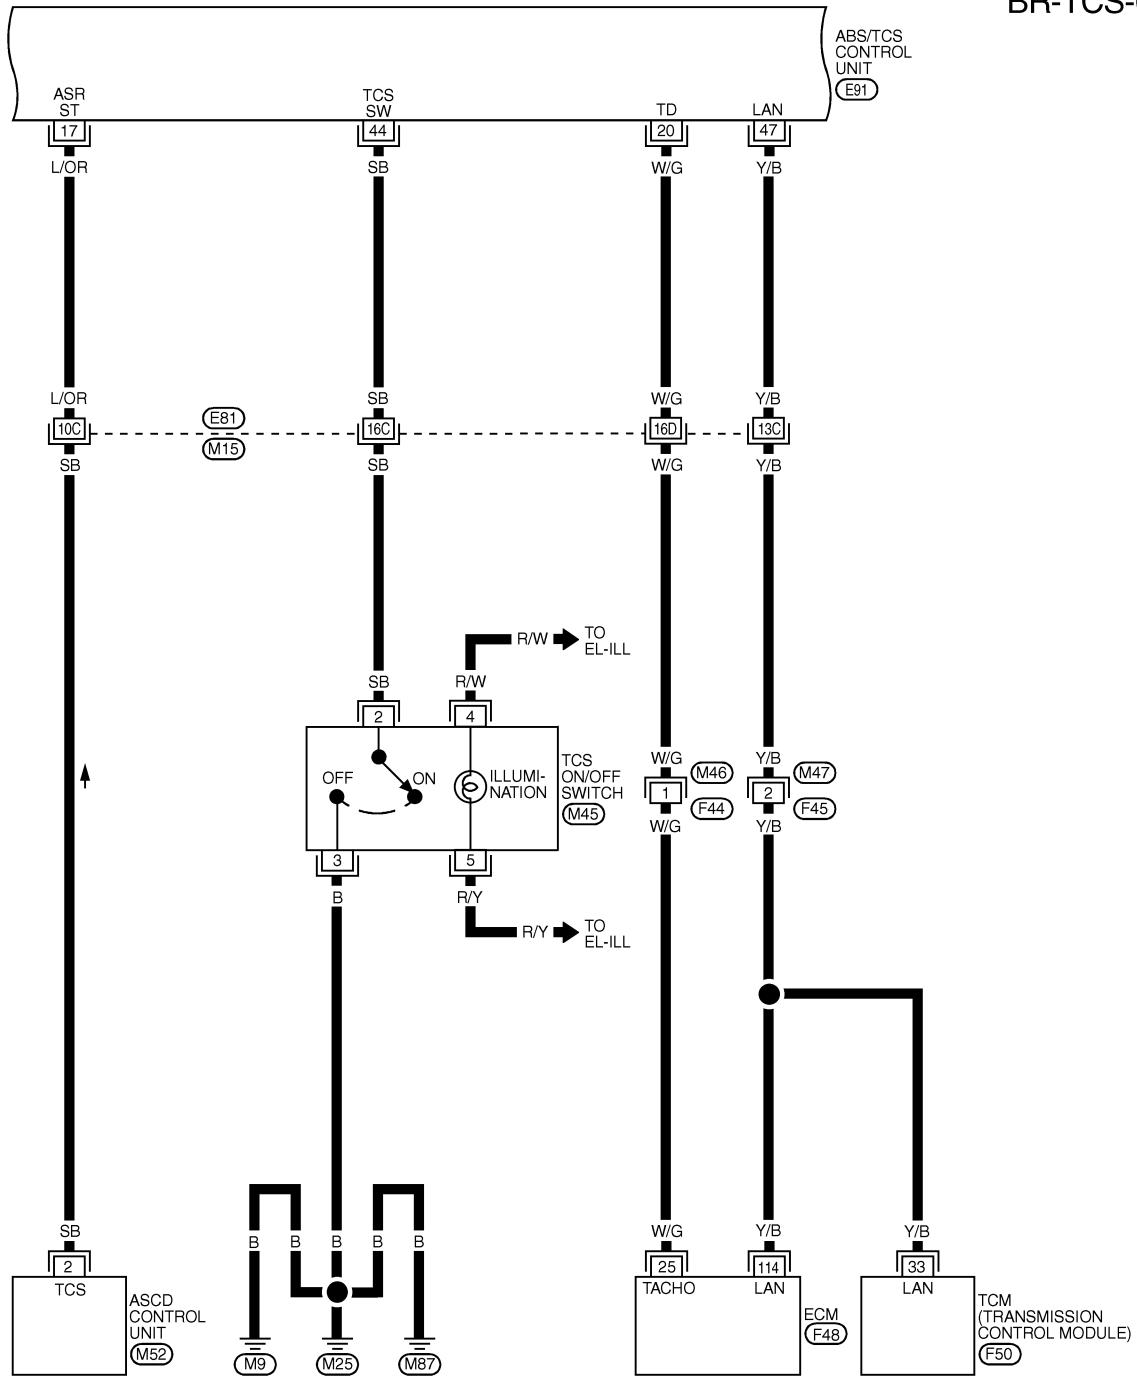 BR-TCS-
ABS/TCS
CONTROL
UNIT
E91
ASR
ST
TCS
SW
TD
LAN
17
44
20
47
L/OR
SB
W/G
Y/B
L/OR
SB
W/G
Y/B
10C
E81
M15
16C
16D
13C
SB
SB
W/G
Y/B
R/W
TO
EL-ILL
SB
R/W
2
4
OFF
ON
ILLUMI-
NATION
TCS
ON/OFF
SWITCH
M45
W/G
Y/B
M46
M47
1
2
F44
F45
W/G
Y/B
3
5
B
R/Y
R/Y
TO
EL-ILL
SB
B
B
B
B
B
W/G
Y/B
Y/B
2
25
114
33
TCS
TACHO
LAN
LAN
ASCD
CONTROL
UNIT
M52
M9
M25
M87
ECM
F48
TCM
(TRANSMISSION
CONTROL MODULE)
F50